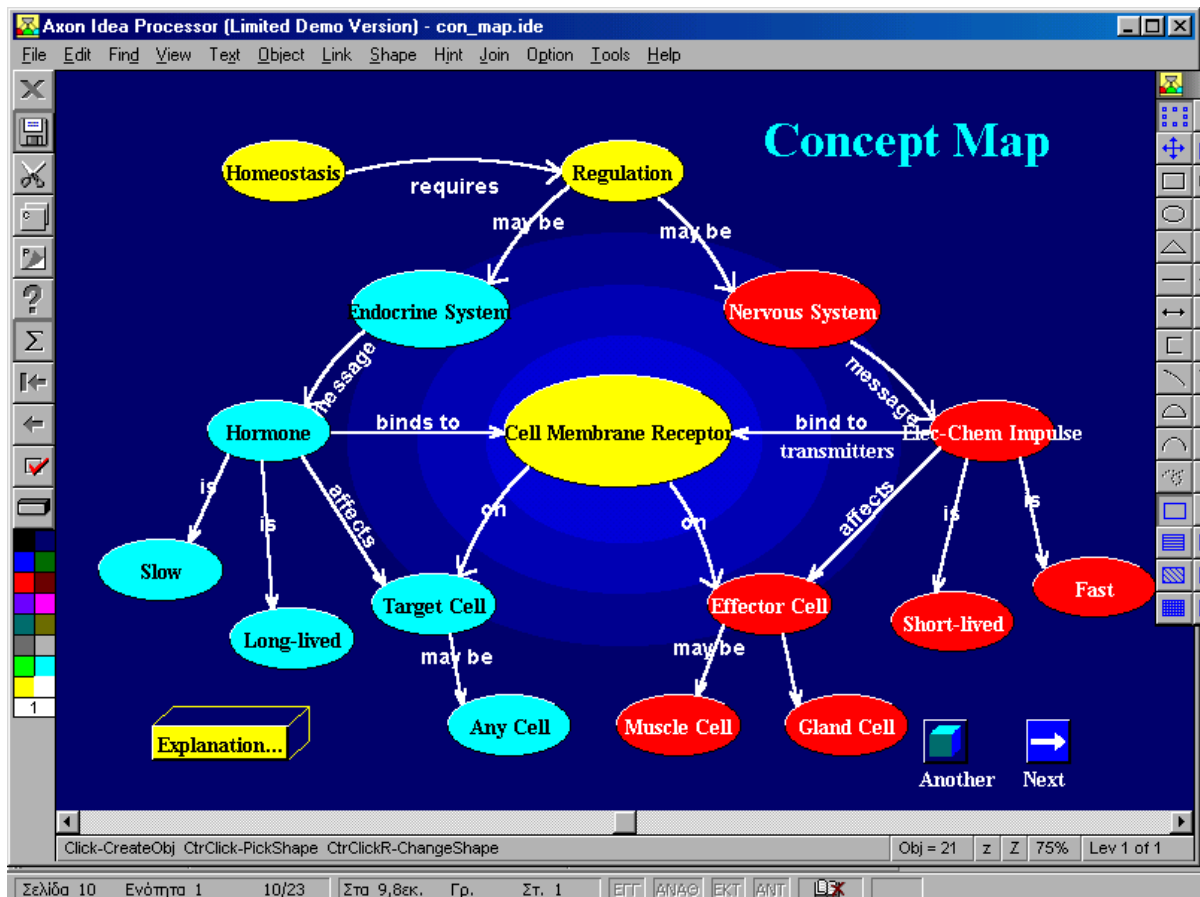 Axon Idea Processor (Limited Demo Version) - con_map.ide
File Edit Find View Text Object Link Shape Hint Join Option Tools Help
Concept Map
Homeostasis
requires
Regulation
may be
may be
Endocrine System
Nervous System
message
message
Hormone
binds to
Cell Membrane Receptor
bind to
transmitters
Elec-Chem Impulse
is
is
affects
on
on
affects
is
is
Slow
Long-lived
Target Cell
Effector Cell
Short-lived
Fast
may be
may be
Any Cell
Muscle Cell
Gland Cell
Explanation...
Another
Next
1
Click-CreateObj CtrClick-PickShape CtrClickR-ChangeShape
Obj = 21 z Z 75% Lev 1 of 1
Σελίδα 10 Ενότητα 1 10/23 Στα 9,8εκ. Γρ. Στ. 1 ΕΓΓ ΑΝΑΘ ΕΚΤ ΑΝΤ